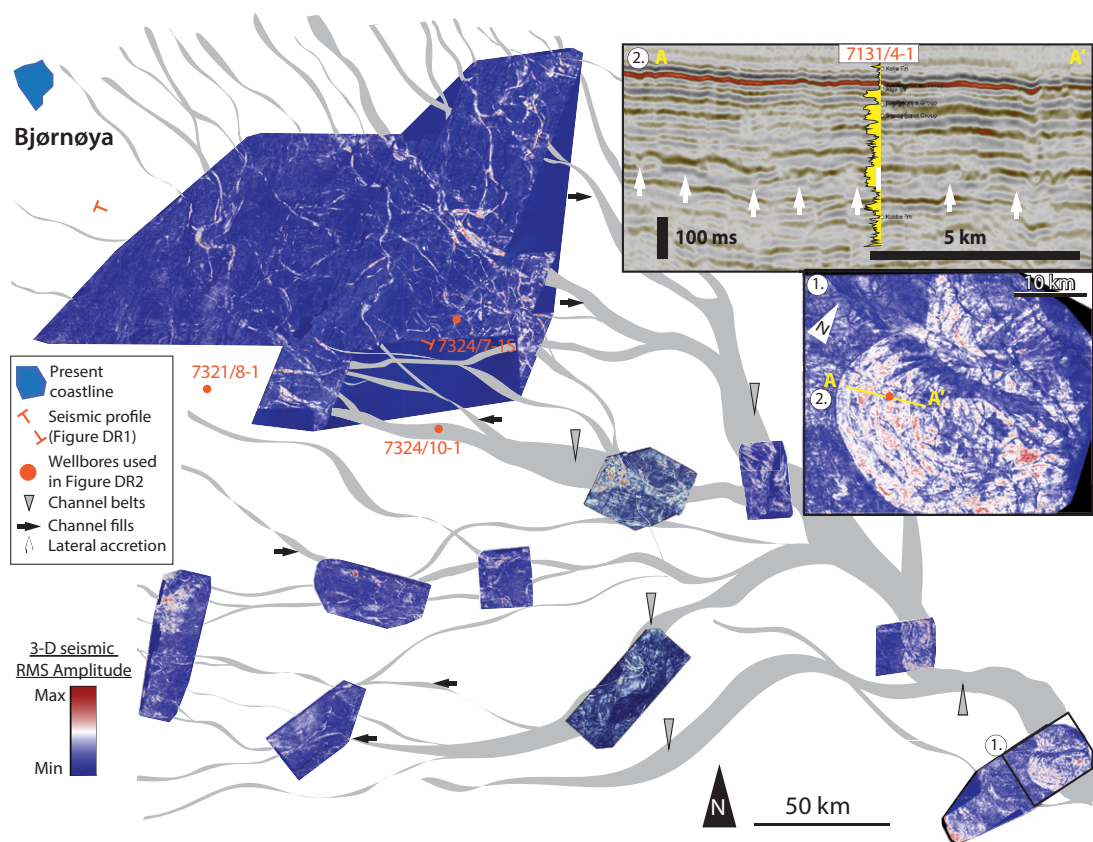 Bjørnøya
2. A
7131/4-1
A'
Kolje Fm
100 ms
5 km
1.
10 km
N
A
A'
2.
7324/7-15
7321/8-1
7324/10-1
Present
coastline
Seismic profile
(Figure DR1)
Wellbores used
in Figure DR2
Channel belts
Channel fills
Lateral accretion
3-D seismic
RMS Amplitude
Max
Min
1.
N
50 km